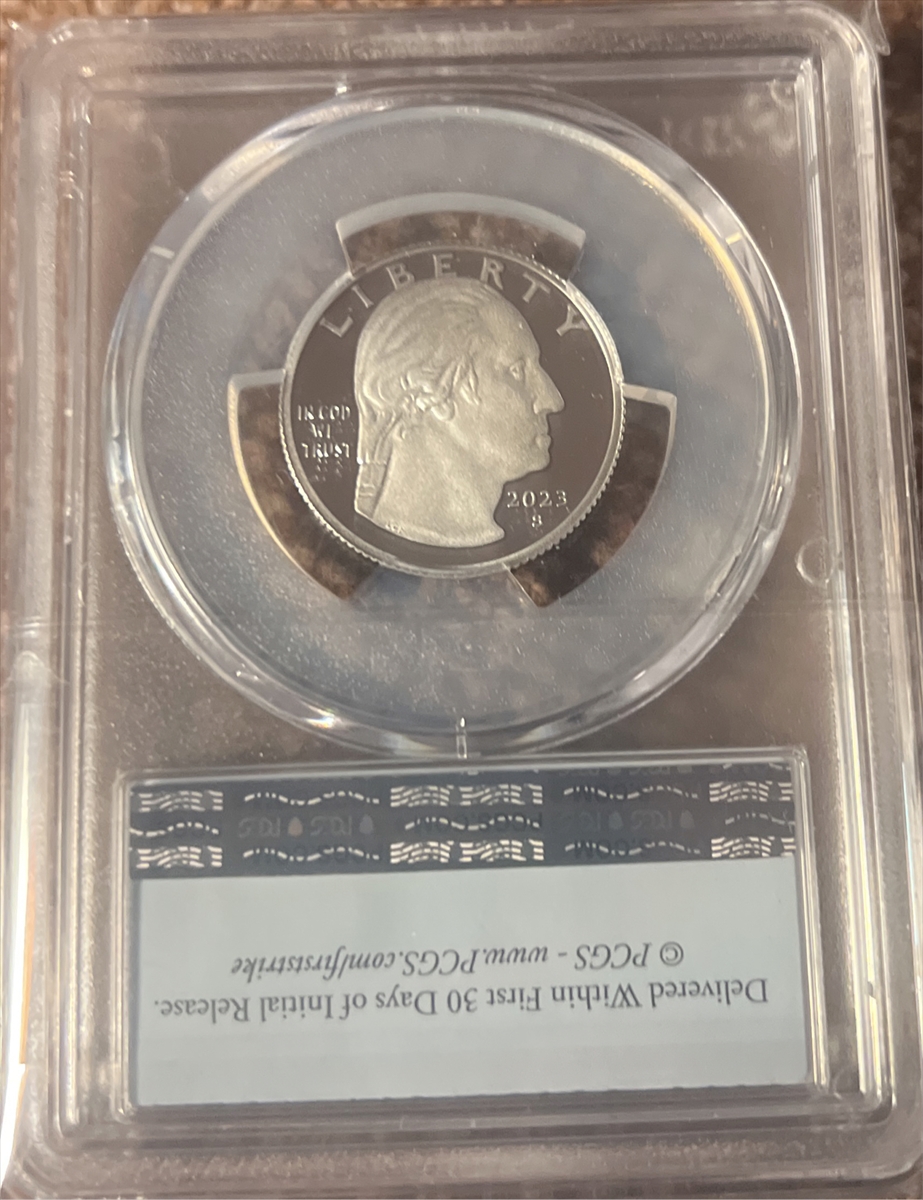 LIBERTY
IN GOD
WE
TRUST
2023
S
Delivered Within First 30 Days of Initial Release.
© PCGS - www.PCGS.com/firststrike